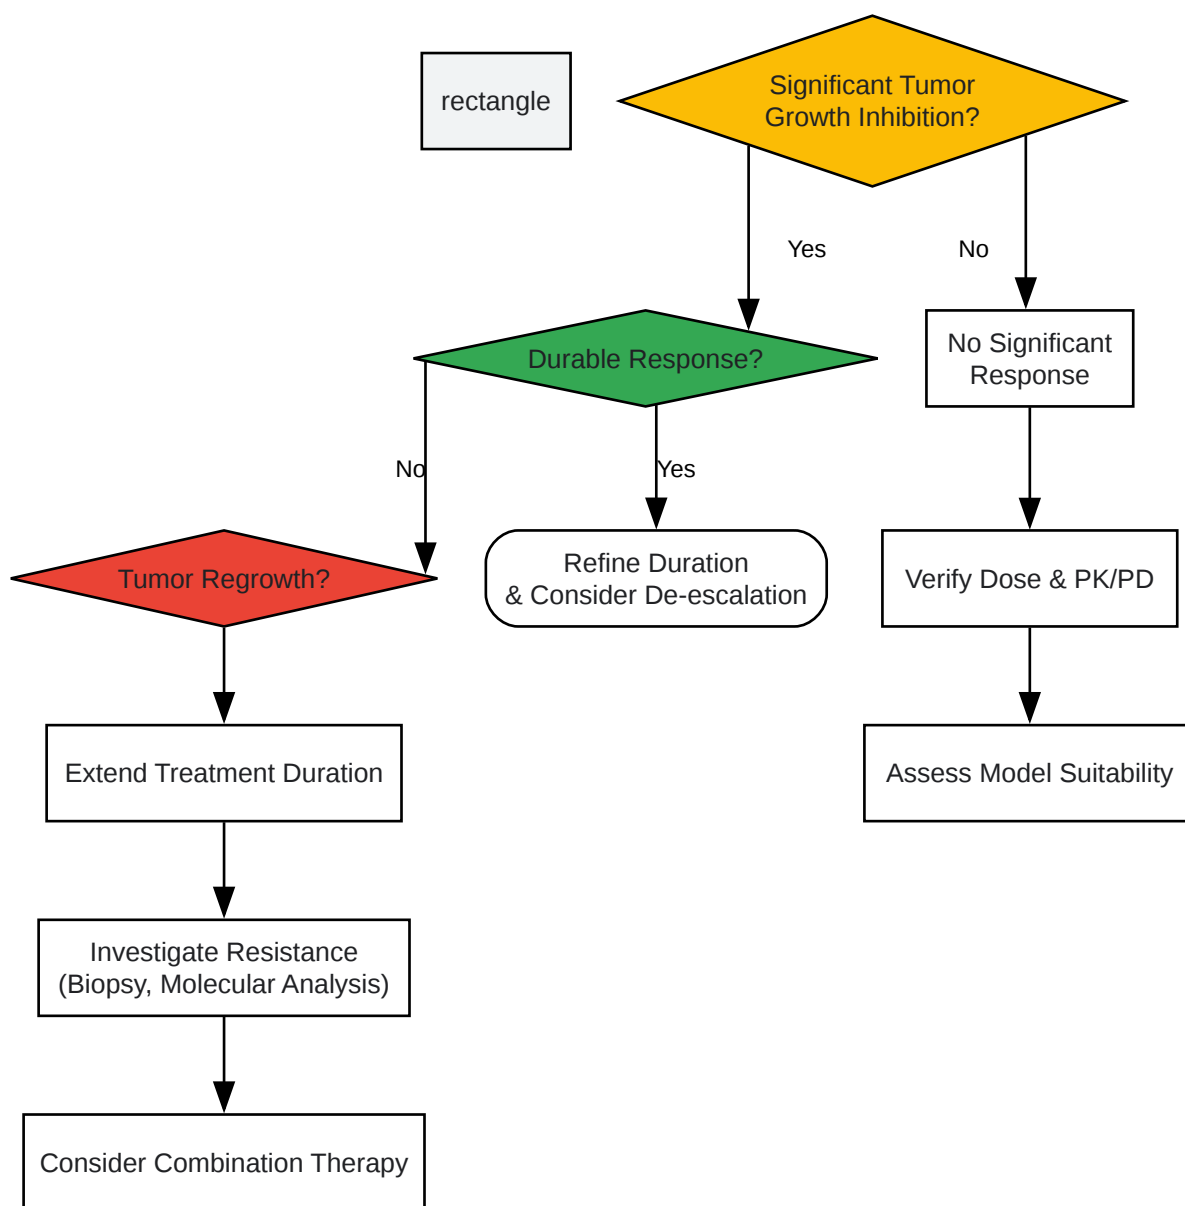 rectangle
Significant Tumor
Growth Inhibition?
Yes
No
Durable Response?
No Significant
Response
No
Yes
Tumor Regrowth?
Refine Duration
& Consider De-escalation
Verify Dose & PK/PD
Extend Treatment Duration
Assess Model Suitability
Investigate Resistance
(Biopsy, Molecular Analysis)
Consider Combination Therapy